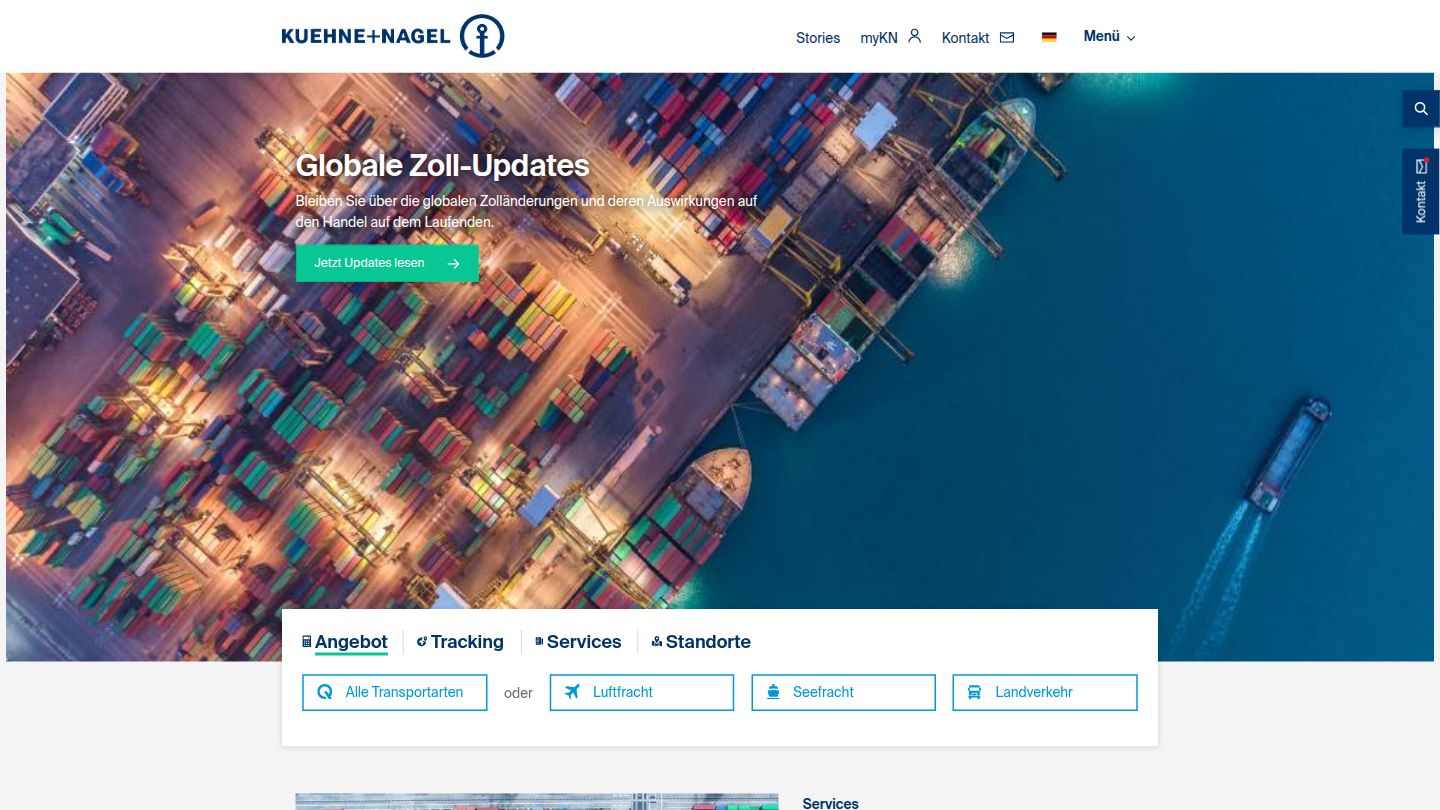 KUEHNE+NAGEL
Stories myKN Kontakt Menü
Globale Zoll-Updates
Bleiben Sie über die globalen Zolländerungen und deren Auswirkungen auf
den Handel auf dem Laufenden.
Jetzt Updates lesen
Kontakt
Angebot Tracking Services Standorte
Alle Transportarten oder Luftfracht Seefracht Landverkehr
Services